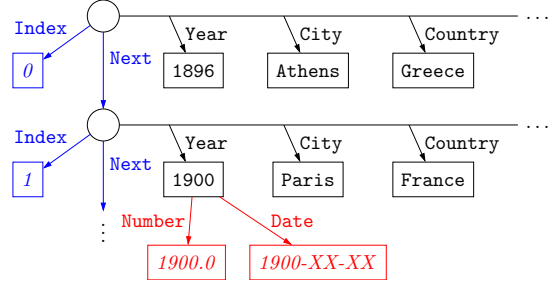 ...
Index Year City Country
0 Next 1896 Athens Greece
...
Index Year City Country
1 Next 1900 Paris France
⋮ Number Date
1900.0 1900-XX-XX